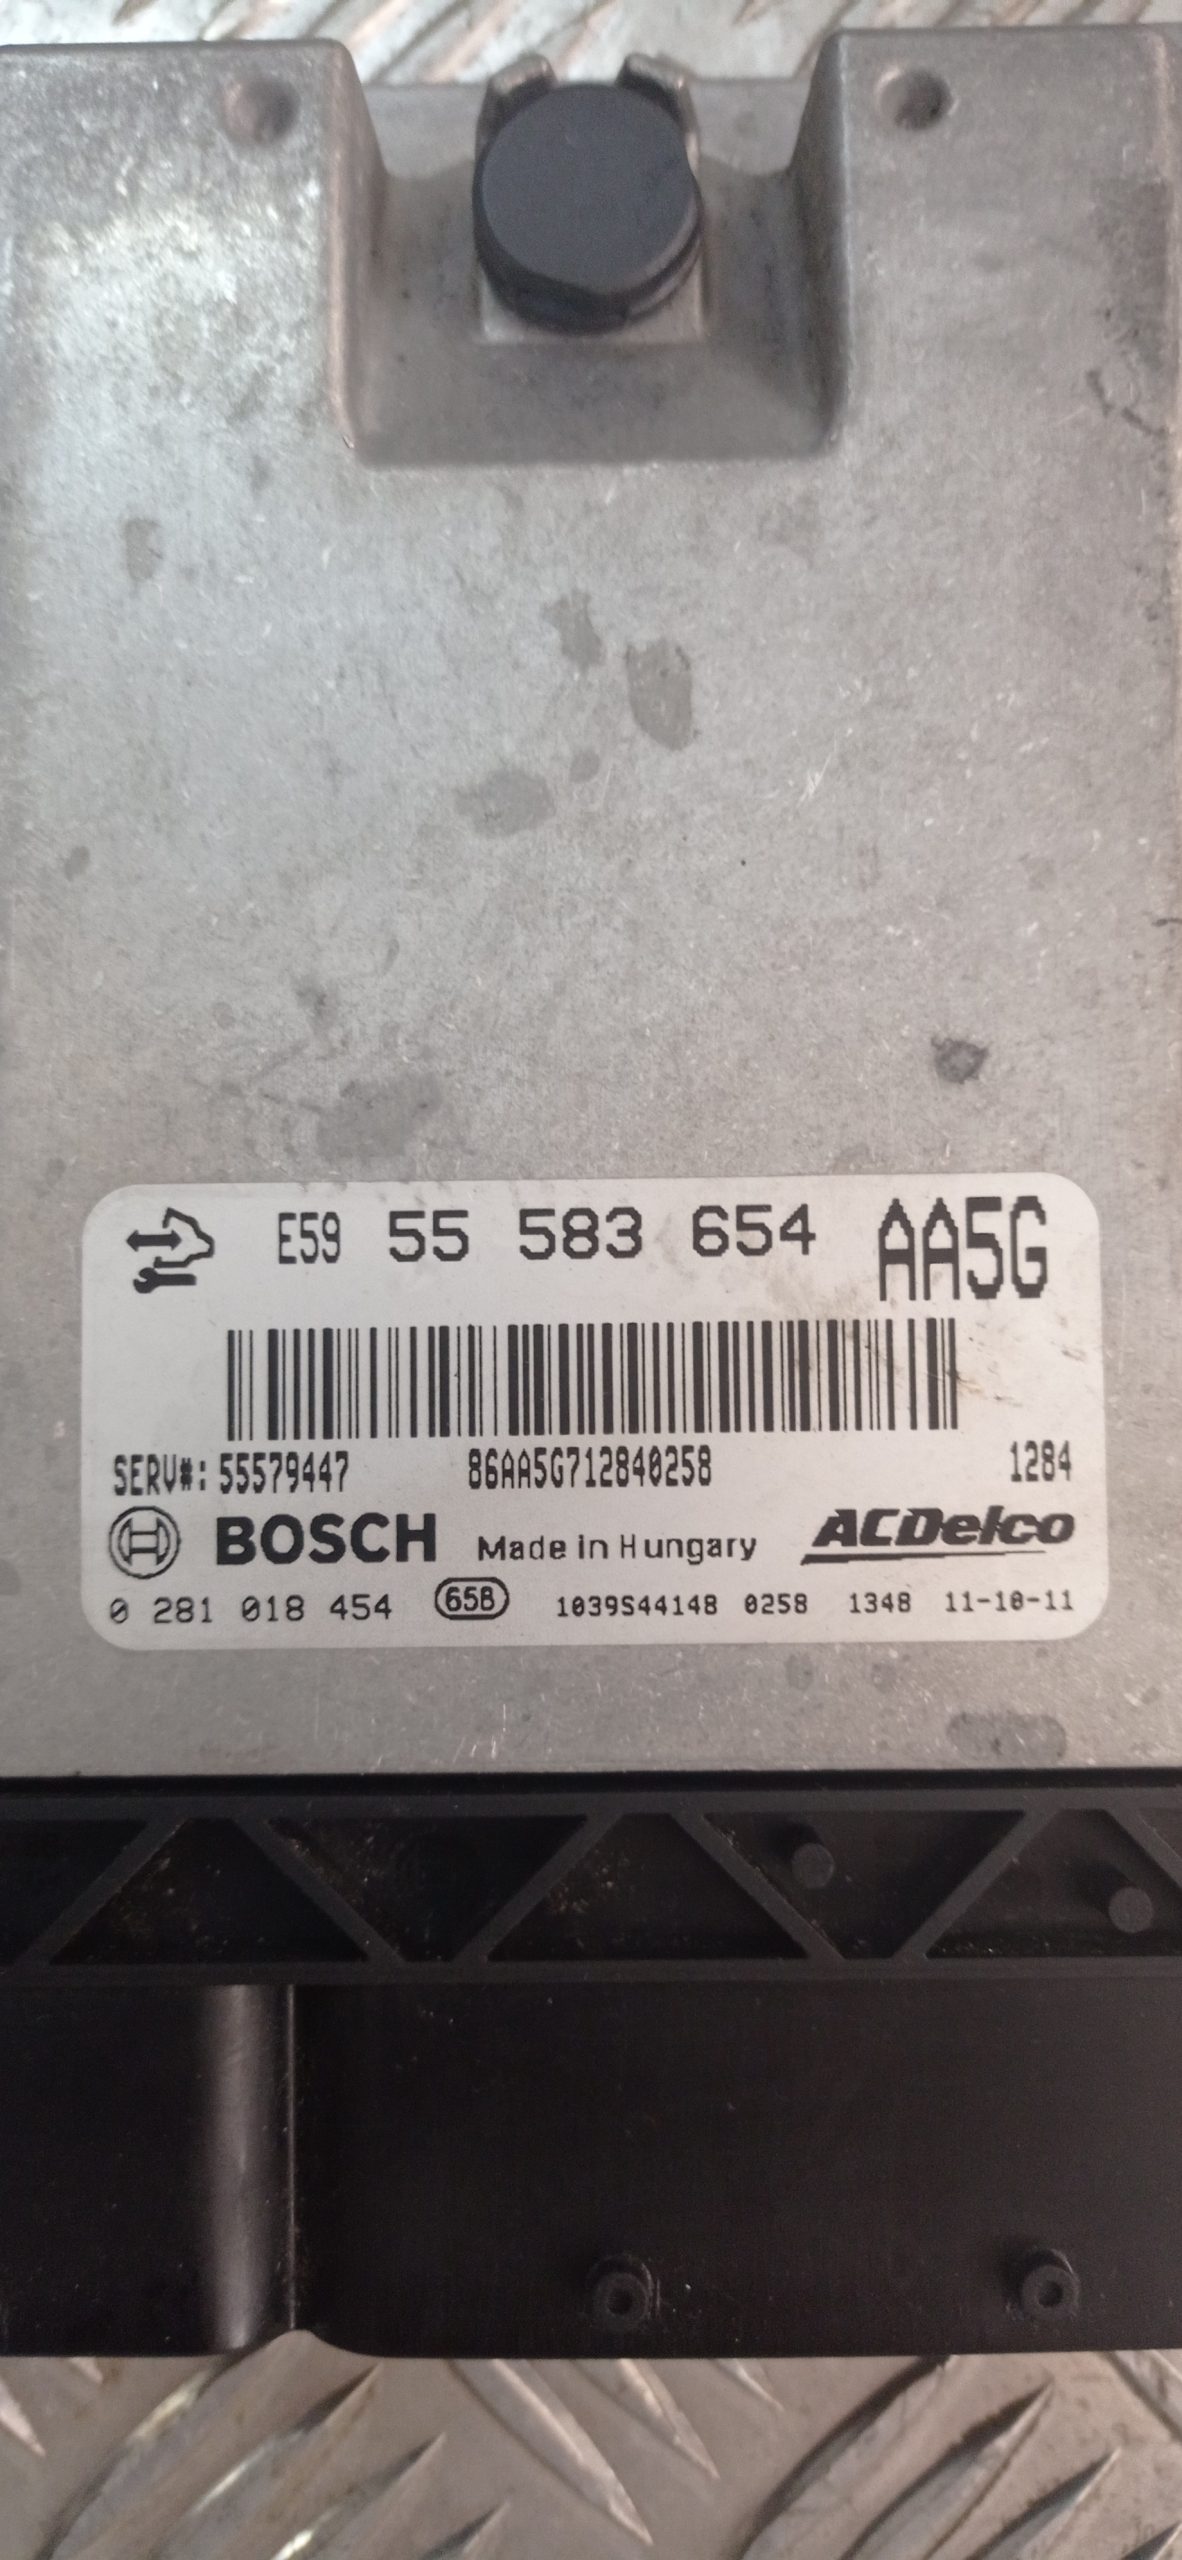 E59 55 583 654 AA5G
SERV#: 55579447 86AA5G712840258 1284
BOSCH Made in Hungary ACDelco
0 281 018 454 65B 1039S44148 0258 1348 11-10-11